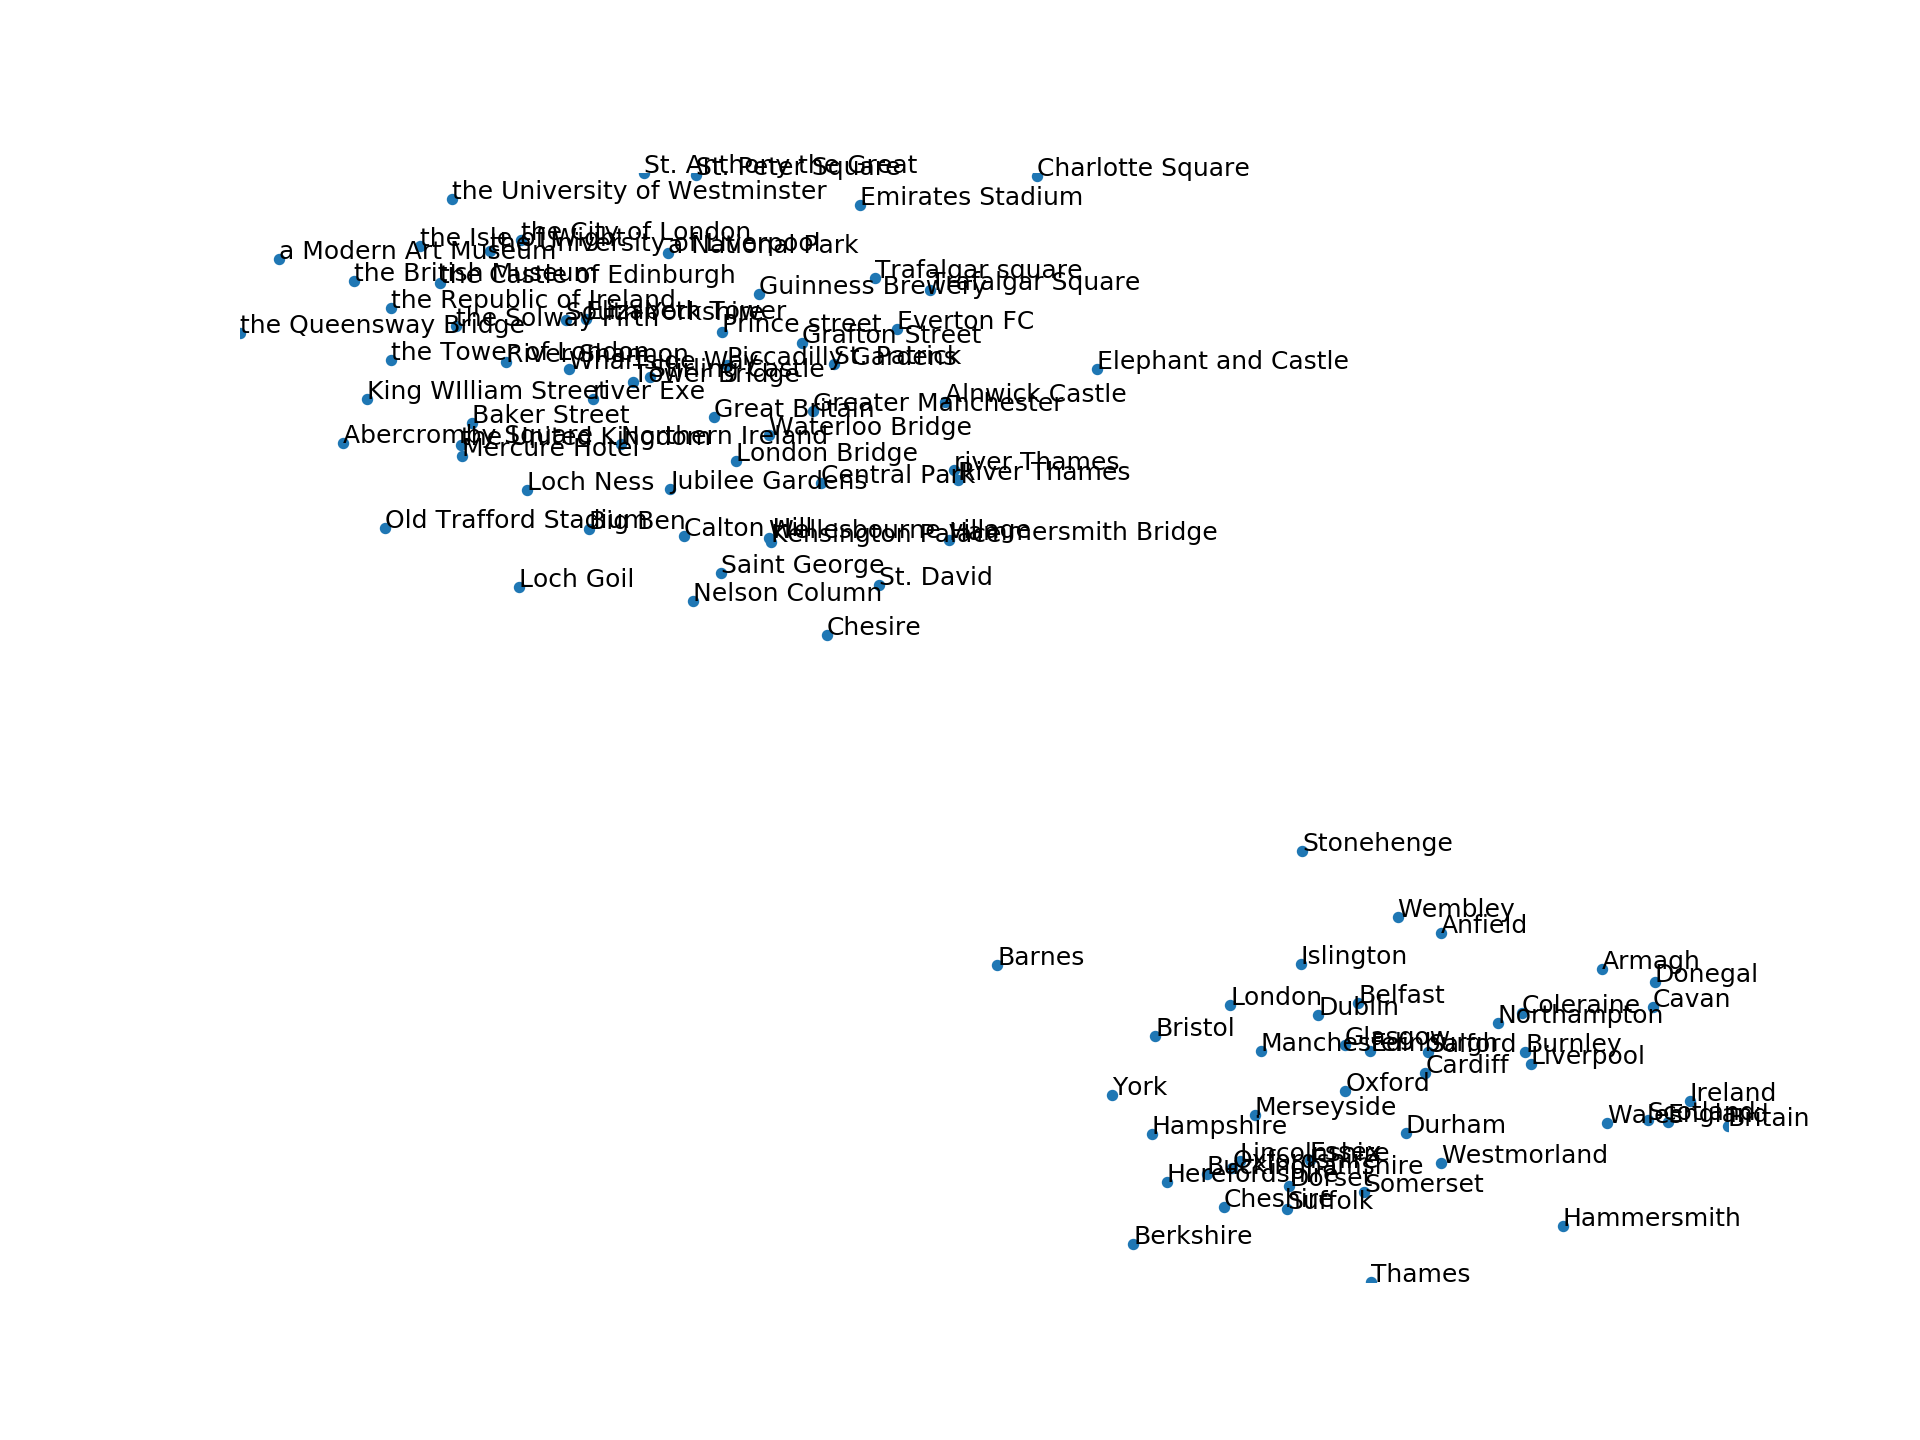 St. Anthony the Great
St. Peter Square
Charlotte Square
the University of Westminster
Emirates Stadium
the City of London
the Isle of Wight
the University of Liverpool
a National Park
a Modern Art Museum
Trafalgar square
the British Museum
the Castle of Edinburgh
Trafalgar Square
Guinness Brewery
the Republic of Ireland
South Yorkshire
Elizabeth Tower
the Solway Firth
the Queensway Bridge
Prince street
Everton FC
Grafton Street
the Tower of London
River Shannon
Wharfage Way
Piccadilly Gardens
St. Patrick
Elephant and Castle
Stirling Castle
Tower Bridge
King WIlliam Street
river Exe
Alnwick Castle
Great Britain
Greater Manchester
Baker Street
Waterloo Bridge
Abercromby Square
the United Kingdom
Northern Ireland
Mercure Hotel
London Bridge
river Thames
River Thames
Loch Ness
Jubilee Gardens
Central Park
Old Trafford Stadium
Big Ben
Calton Hill
Wellesbourne village
Kensington Palace
Hammersmith Bridge
Saint George
Loch Goil
St. David
Nelson Column
Chesire
Stonehenge
Wembley
Anfield
Barnes
Islington
Armagh
Donegal
London
Belfast
Dublin
Coleraine
Cavan
Northampton
Bristol
Manchester
Glasgow
Edinburgh
Salford
Burnley
Liverpool
Cardiff
York
Oxford
Ireland
Merseyside
Wales
Scotland
England
Britain
Hampshire
Durham
Lincolnshire
Essex
Westmorland
Oxfordshire
Buckinghamshire
Herefordshire
Dorset
Somerset
Cheshire
Suffolk
Hammersmith
Berkshire
Thames